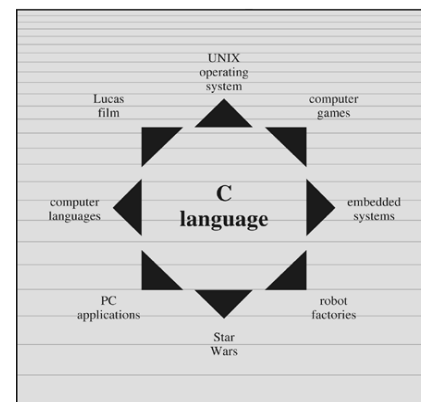 UNIX
operating
system
Lucas
film
computer
games
computer
languages
C
language
embedded
systems
PC
applications
robot
factories
Star
Wars